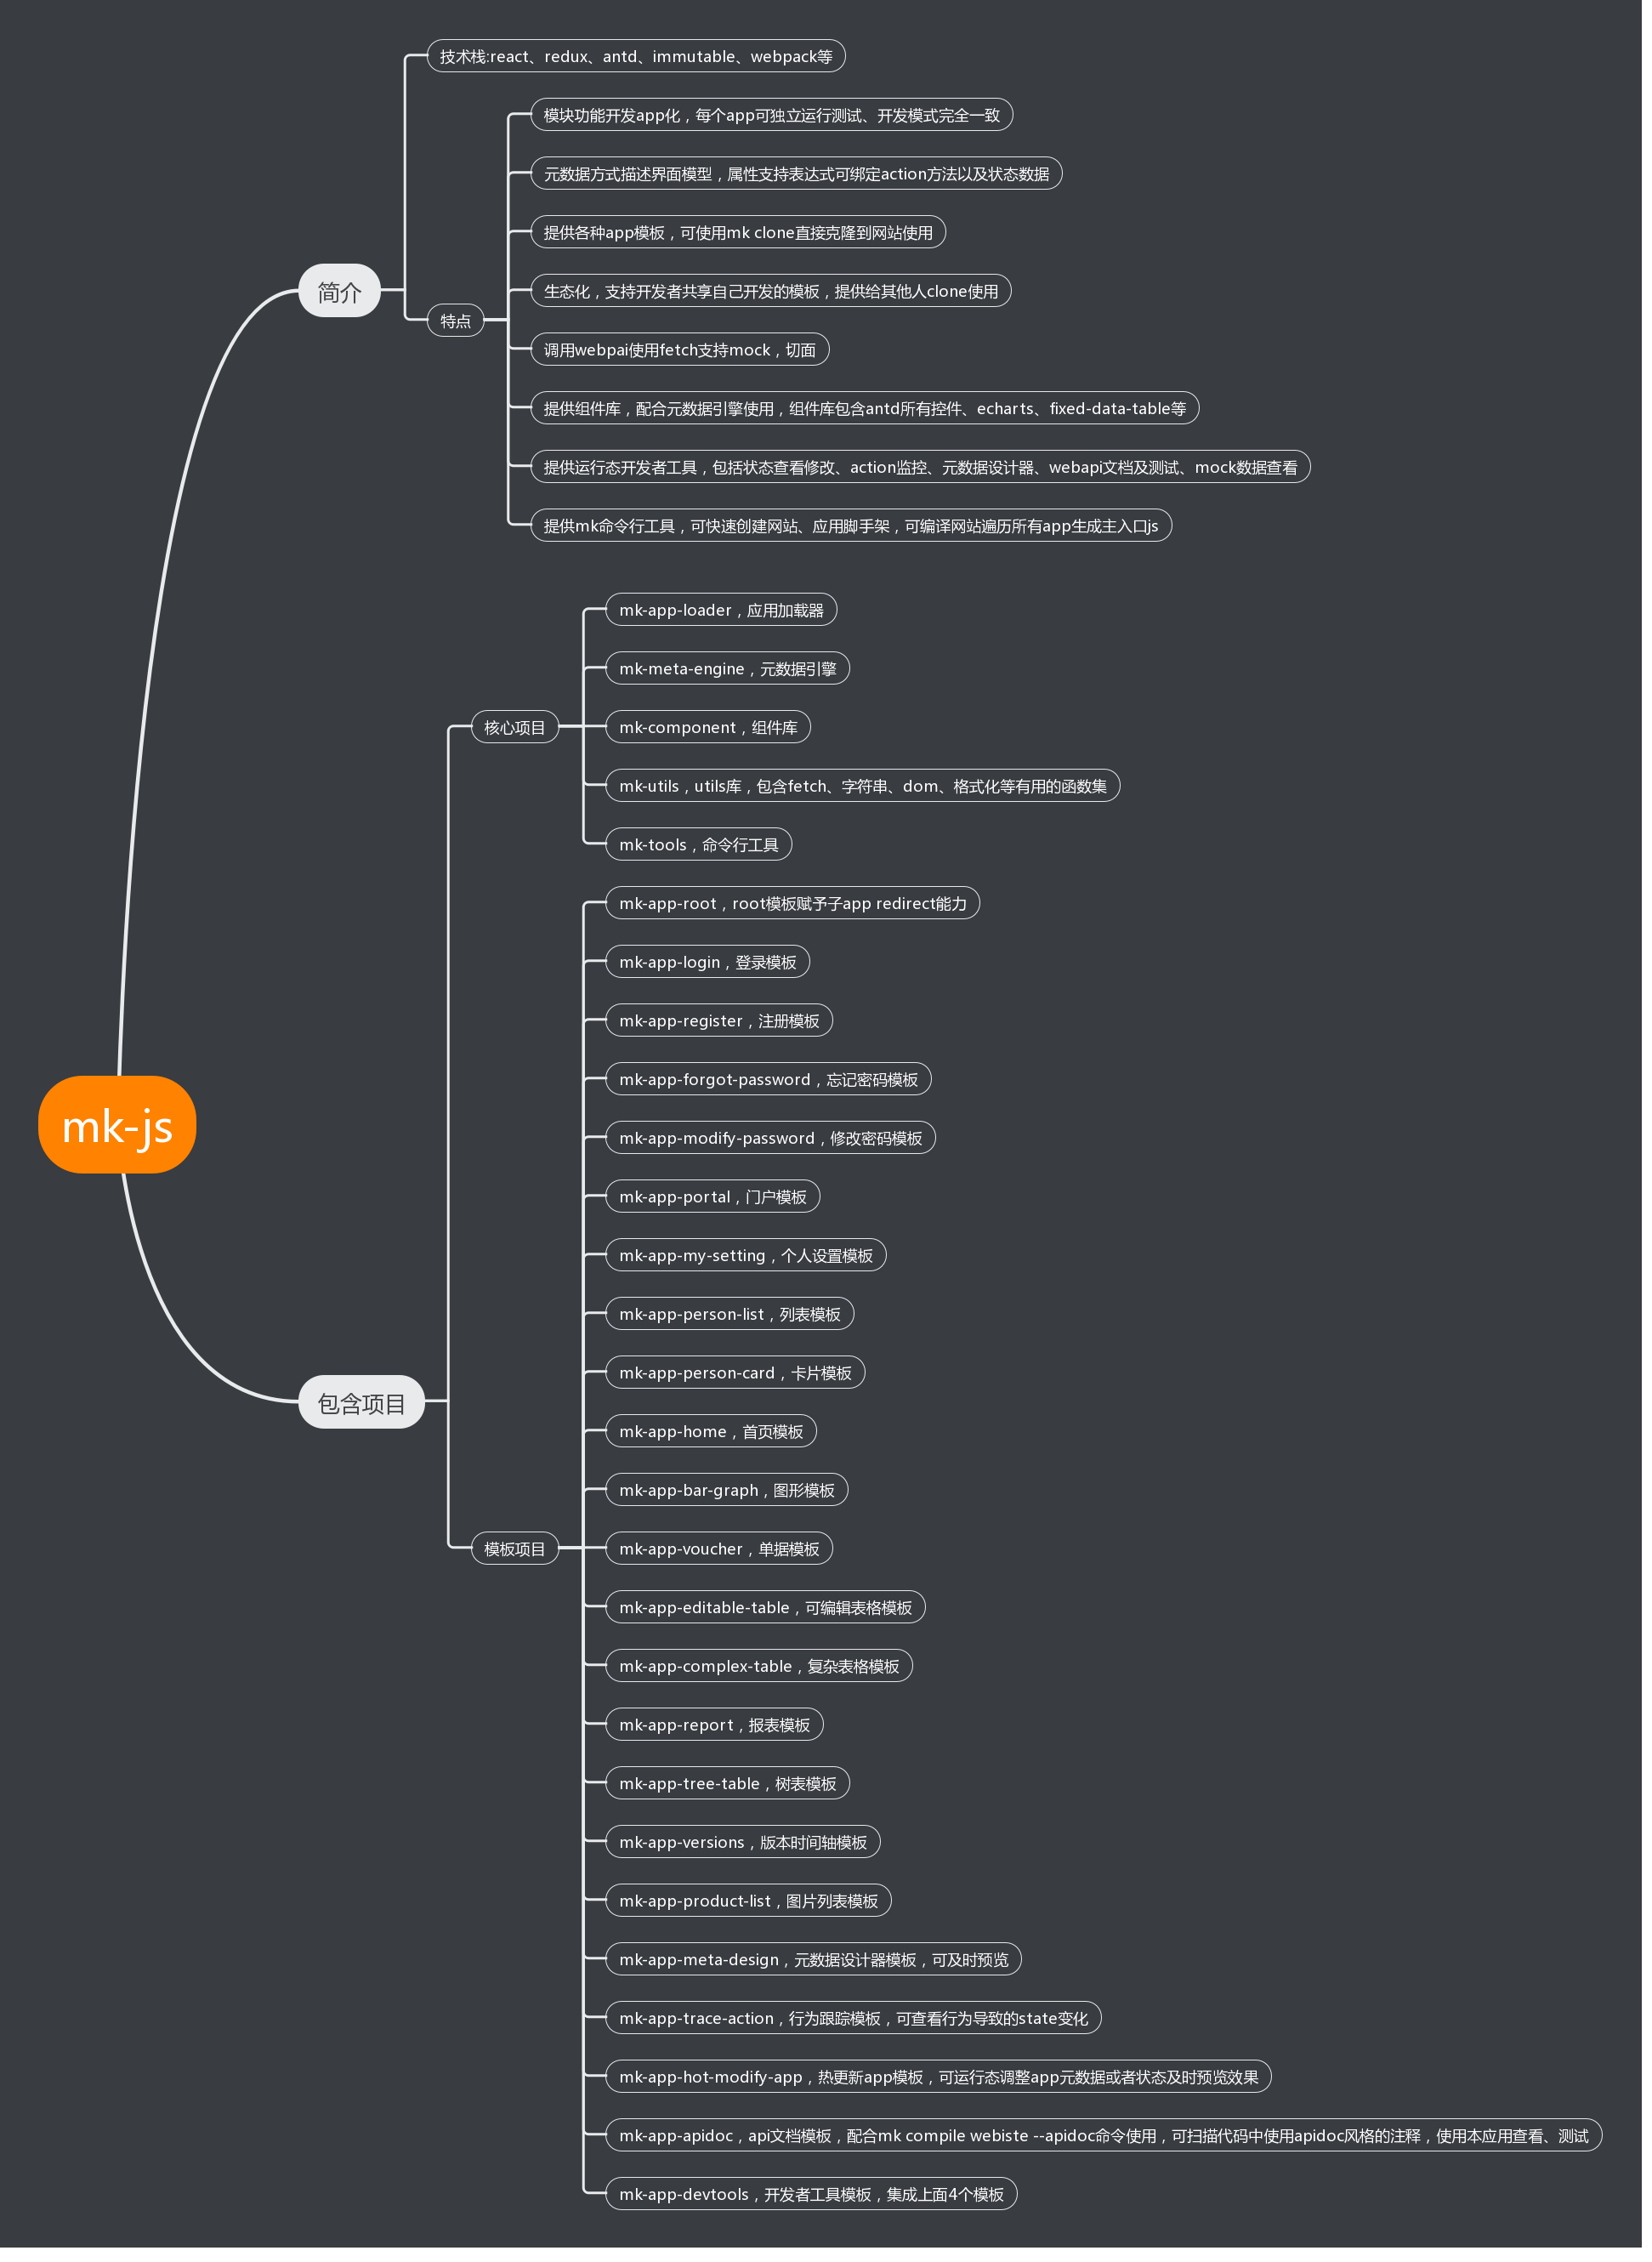 技术栈:react、redux、antd、immutable、webpack等
模块功能开发app化，每个app可独立运行测试、开发模式完全一致
元数据方式描述界面模型，属性支持表达式可绑定action方法以及状态数据
提供各种app模板，可使用mk clone直接克隆到网站使用
简介
生态化，支持开发者共享自己开发的模板，提供给其他人clone使用
特点
调用webpai使用fetch支持mock，切面
提供组件库，配合元数据引擎使用，组件库包含antd所有控件、echarts、fixed-data-table等
提供运行态开发者工具，包括状态查看修改、action监控、元数据设计器、webapi文档及测试、mock数据查看
提供mk命令行工具，可快速创建网站、应用脚手架，可编译网站遍历所有app生成主入口js
mk-app-loader，应用加载器
mk-meta-engine，元数据引擎
核心项目
mk-component，组件库
mk-utils，utils库，包含fetch、字符串、dom、格式化等有用的函数集
mk-tools，命令行工具
mk-app-root，root模板赋予子app redirect能力
mk-app-login，登录模板
mk-app-register，注册模板
mk-app-forgot-password，忘记密码模板
mk-js
mk-app-modify-password，修改密码模板
mk-app-portal，门户模板
mk-app-my-setting，个人设置模板
mk-app-person-list，列表模板
mk-app-person-card，卡片模板
包含项目
mk-app-home，首页模板
mk-app-bar-graph，图形模板
模板项目
mk-app-voucher，单据模板
mk-app-editable-table，可编辑表格模板
mk-app-complex-table，复杂表格模板
mk-app-report，报表模板
mk-app-tree-table，树表模板
mk-app-versions，版本时间轴模板
mk-app-product-list，图片列表模板
mk-app-meta-design，元数据设计器模板，可及时预览
mk-app-trace-action，行为跟踪模板，可查看行为导致的state变化
mk-app-hot-modify-app，热更新app模板，可运行态调整app元数据或者状态及时预览效果
mk-app-apidoc，api文档模板，配合mk compile webiste --apidoc命令使用，可扫描代码中使用apidoc风格的注释，使用本应用查看、测试
mk-app-devtools，开发者工具模板，集成上面4个模板